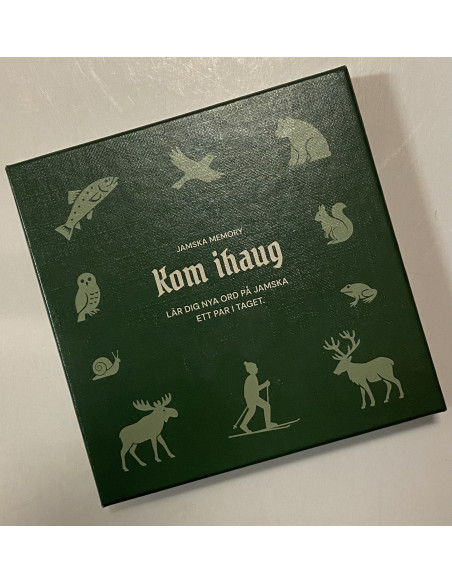 JAMSKA MEMORY
Kom ihaug
LÄR DIG NYA ORD PÅ JAMSKA
ETT PAR I TAGET.